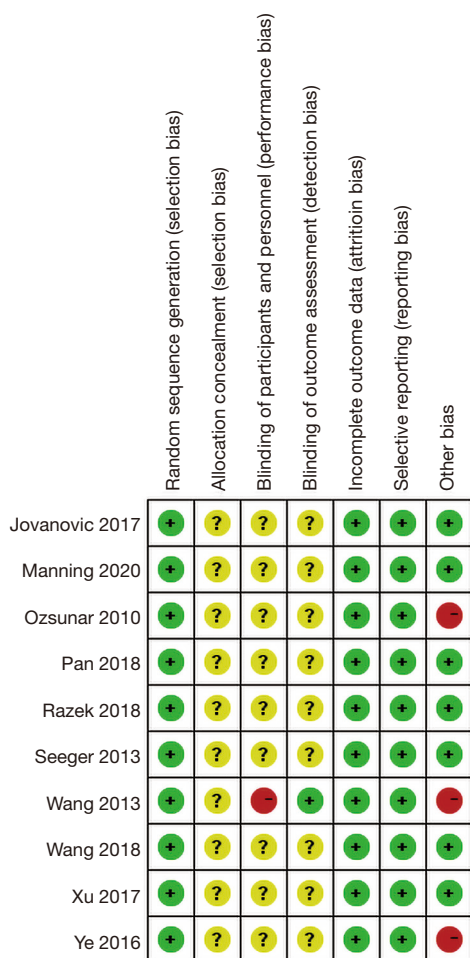 Random sequence generation (selection bias)
Allocation concealment (selection bias)
Blinding of participants and personnel (performance bias)
Blinding of outcome assessment (detection bias)
Incomplete outcome data (attritioin bias)
Selective reporting (reporting bias)
Other bias
Jovanovic 2017 + ? ? ? + + +
Manning 2020 + ? ? ? + + +
Ozsunar 2010 + ? ? ? + + -
Pan 2018 + ? ? ? + + +
Razek 2018 + ? ? ? + + +
Seeger 2013 + ? ? ? + + +
Wang 2013 + ? - + + + -
Wang 2018 + ? ? ? + + +
Xu 2017 + ? ? ? + + +
Ye 2016 + ? ? ? + + -